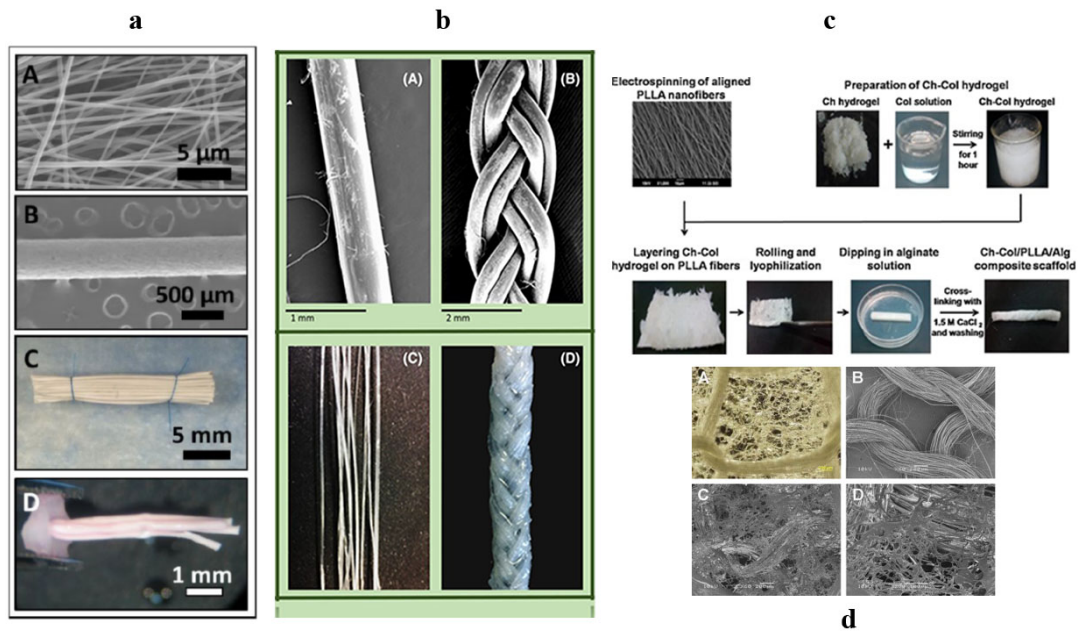 a
b
c
A
5 µm
B
500 µm
C
5 mm
D
1 mm
(A)
1 mm
(B)
2 mm
(C)
(D)
Electrospinning of aligned
PLLA nanofibers
Preparation of Ch-Col hydrogel
Ch hydrogel
Col solution
Ch-Col hydrogel
+
Stirring
for 1
hour
Layering Ch-Col
hydrogel on PLLA fibers
Rolling and
lyophilization
Dipping in alginate
solution
Ch-Col/PLLA/Alg
composite scaffold
Cross-
linking with
1.5 M CaCl2
and washing
A
B
C
D
d